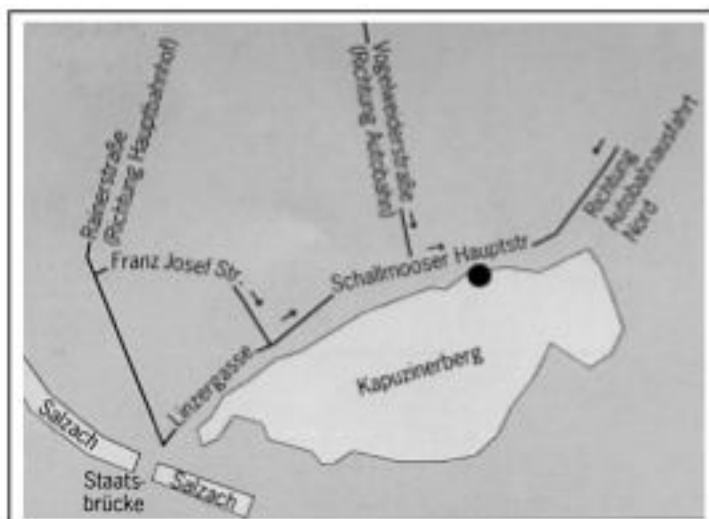 Rainerstraße
(Richtung Hauptbahnhof)
Vogelweiderstraße
(Richtung Autobahn)
Richtung
Autobahnausfahrt
Nord
Franz Josef Str.
Schallmooser Hauptstr.
Linzergasse
Kapuzinerberg
Salzach
Staats-
brücke
Salzach